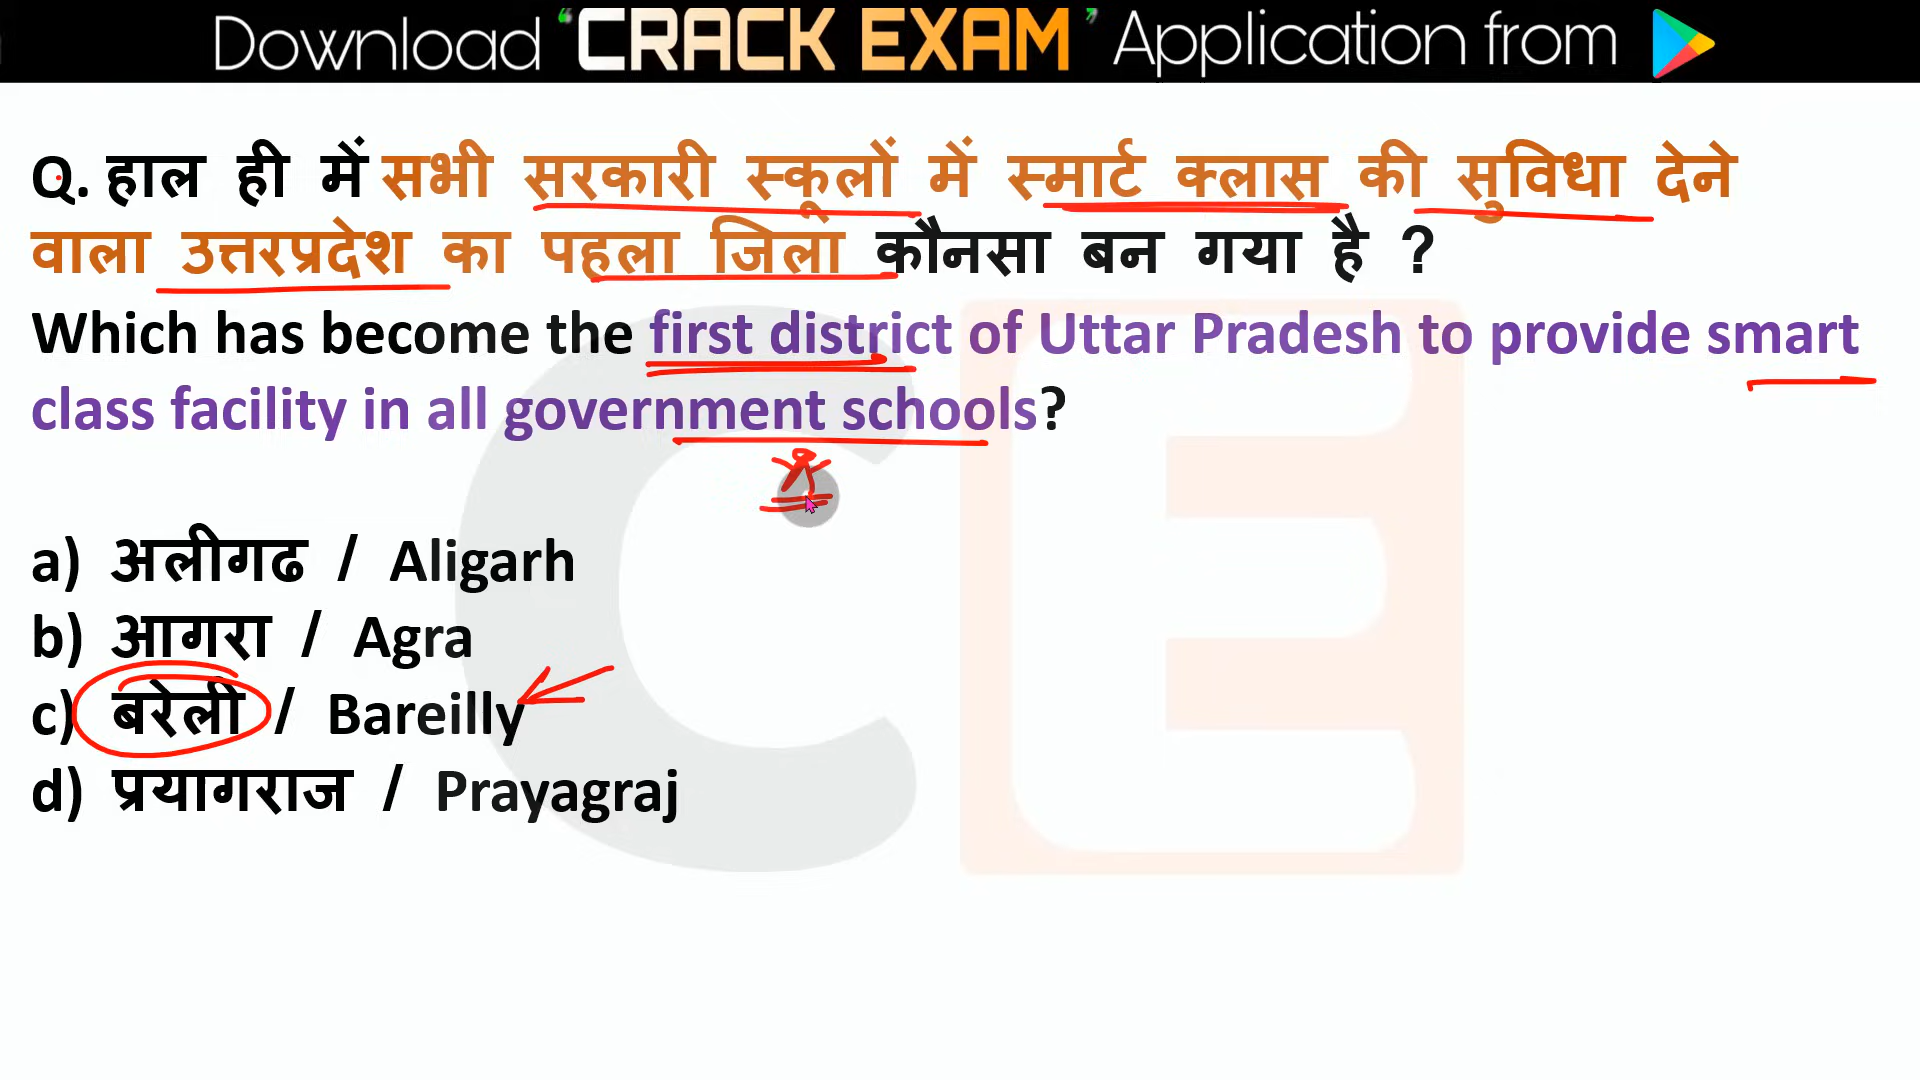 Download ‘CRACK EXAM’ Application from
Q. हाल ही में सभी सरकारी स्कूलों में स्मार्ट क्लास की सुविधा देने
वाला उत्तरप्रदेश का पहला जिला कौनसा बन गया है ?
Which has become the first district of Uttar Pradesh to provide smart
class facility in all government schools?
a) अलीगढ / Aligarh
b) आगरा / Agra
c) बरेली / Bareilly
d) प्रयागराज / Prayagraj
CE